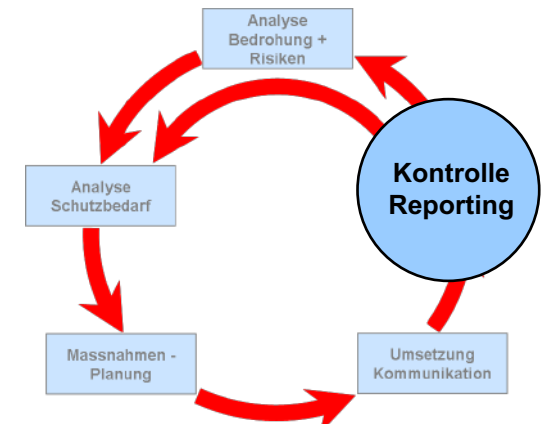 Analyse
Bedrohung +
Risiken
Kontrolle
Reporting
Analyse
Schutzbedarf
Massnahmen -
Planung
Umsetzung
Kommunikation